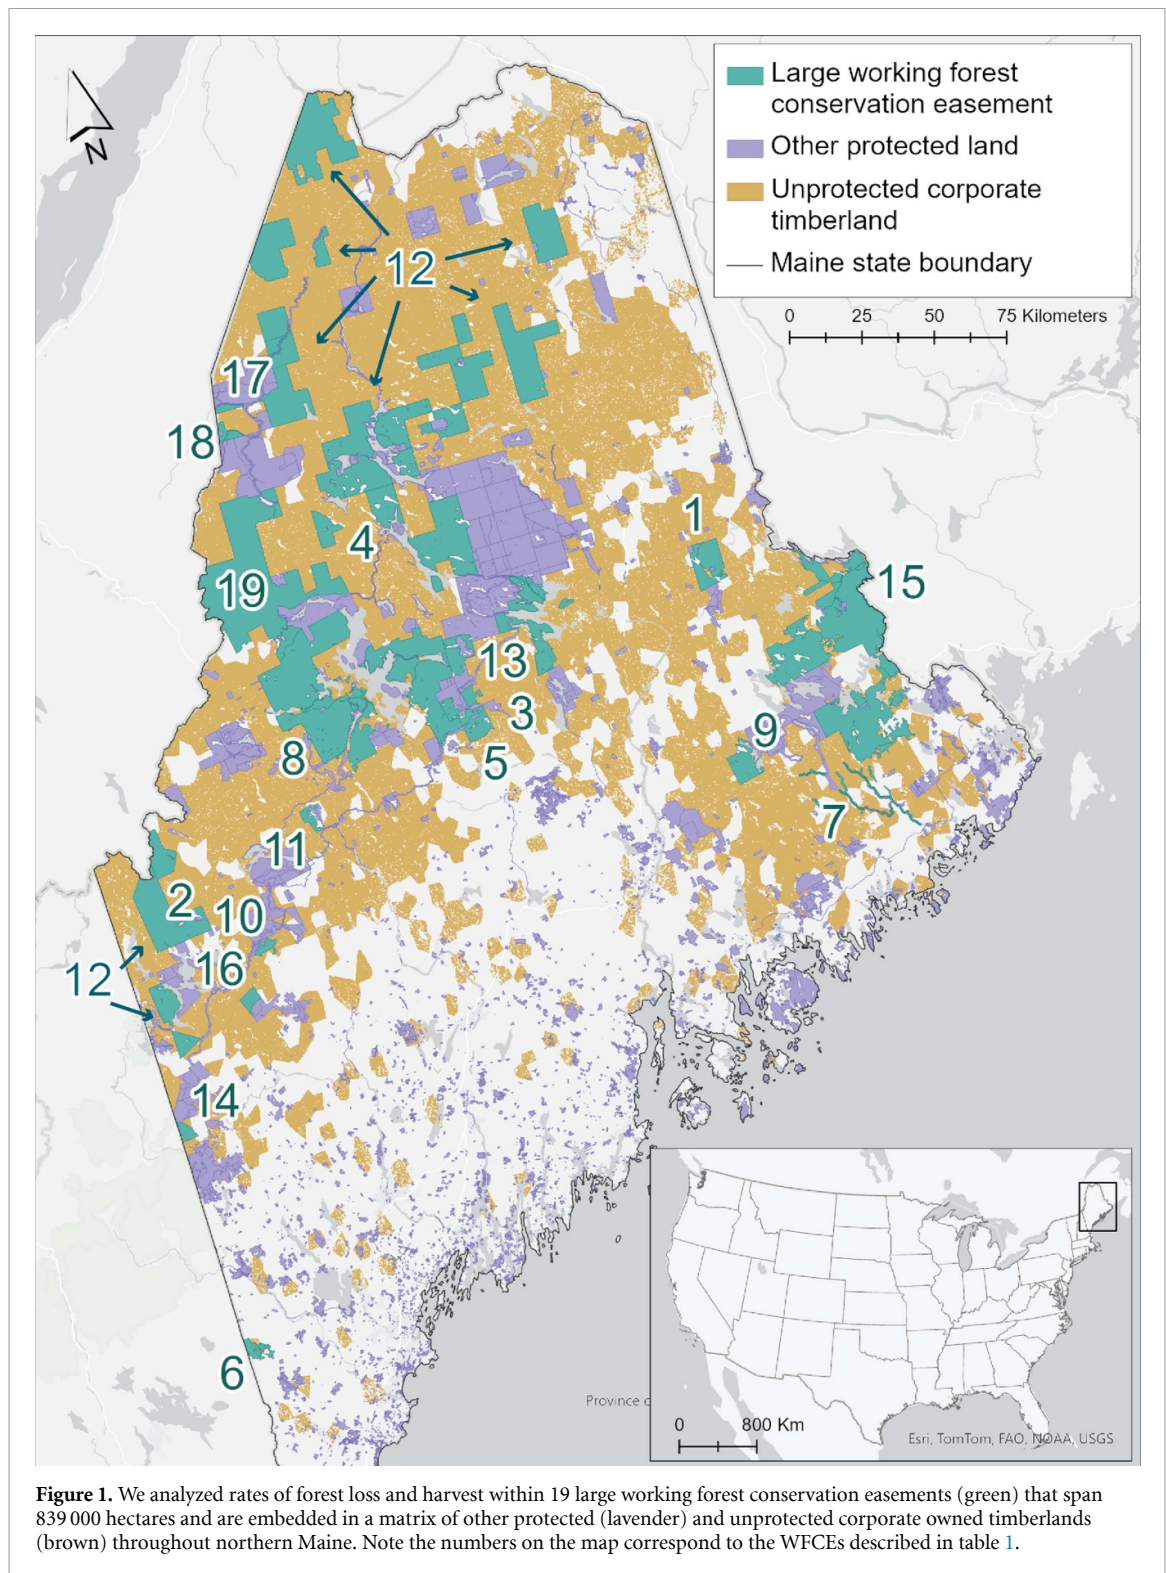 Large working forest
conservation easement
Other protected land
Unprotected corporate
timberland
Maine state boundary
0 25 50 75 Kilometers
N
12
17
18
1
4
15
19
13
3
9
8
5
7
11
2
10
12
16
14
6
Province
0 800 Km
Esri, TomTom, FAO, NOAA, USGS
Figure 1. We analyzed rates of forest loss and harvest within 19 large working forest conservation easements (green) that span
839 000 hectares and are embedded in a matrix of other protected (lavender) and unprotected corporate owned timberlands
(brown) throughout northern Maine. Note the numbers on the map correspond to the WFCEs described in table 1.